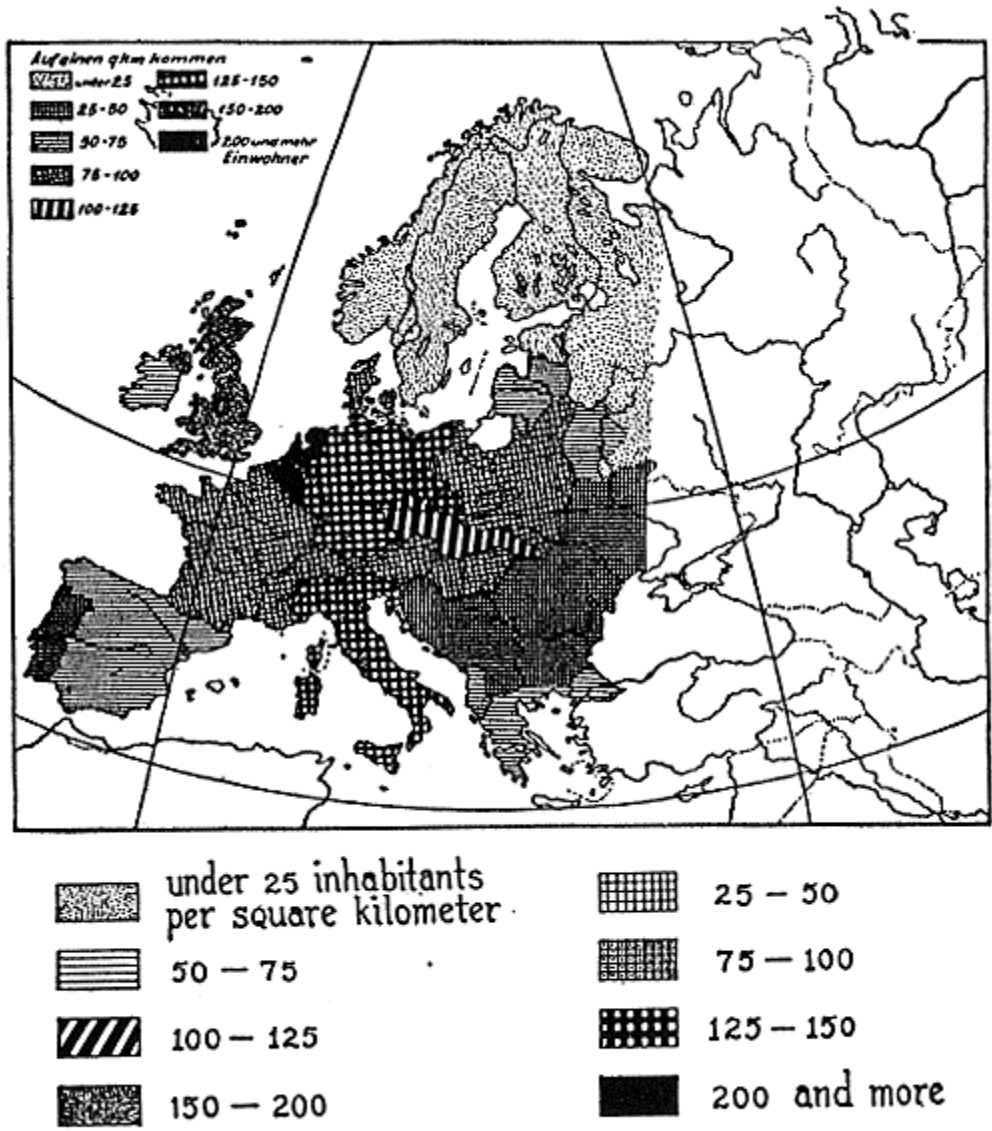 Auf einen qkm kommen
under 25
125-150
25-50
150-200
50-75
200 und mehr
Einwohner
75-100
100-125
under 25 inhabitants
per square kilometer
25 — 50
50 — 75
75 — 100
100 — 125
125 — 150
150 — 200
200 and more